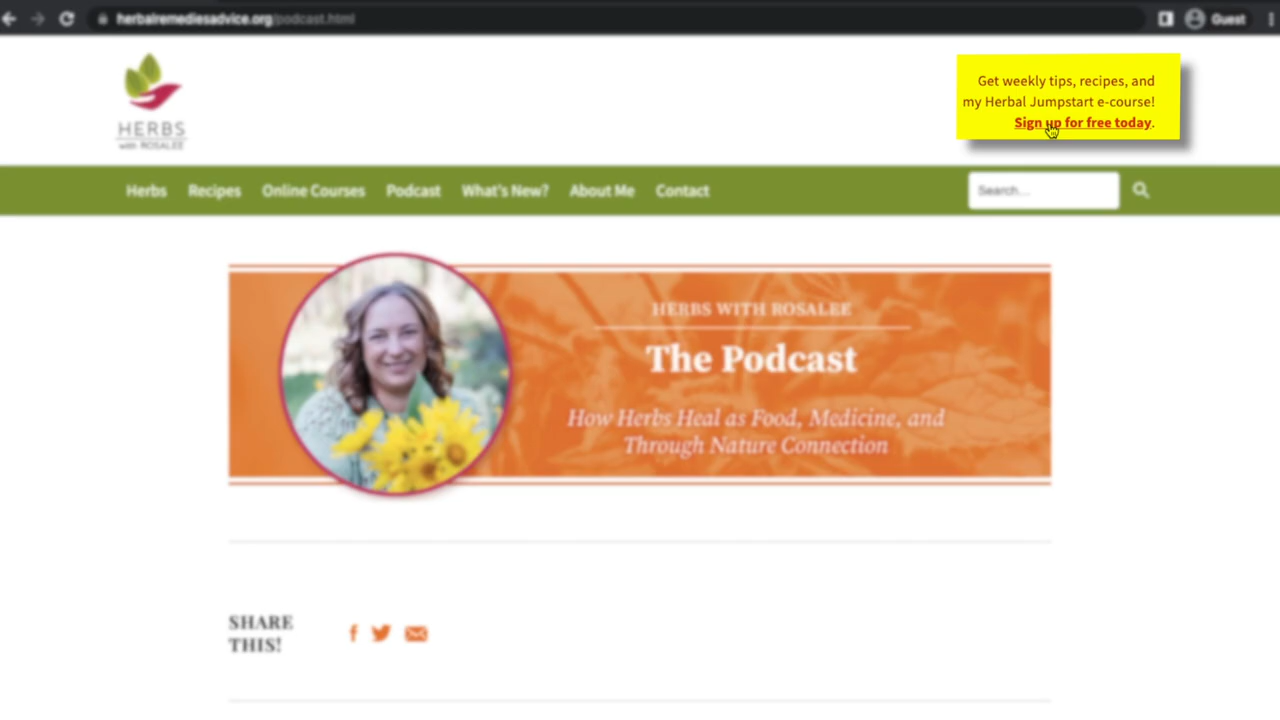 herbalremediesadvice.org/podcast.html
Guest
Get weekly tips, recipes, and
my Herbal Jumpstart e-course!
Sign up for free today.
HERBS
with ROSALEE
Herbs Recipes Online Courses Podcast What's New? About Me Contact
Search...
HERBS WITH ROSALEE
The Podcast
How Herbs Heal as Food, Medicine, and
Through Nature Connection
SHARE
THIS!